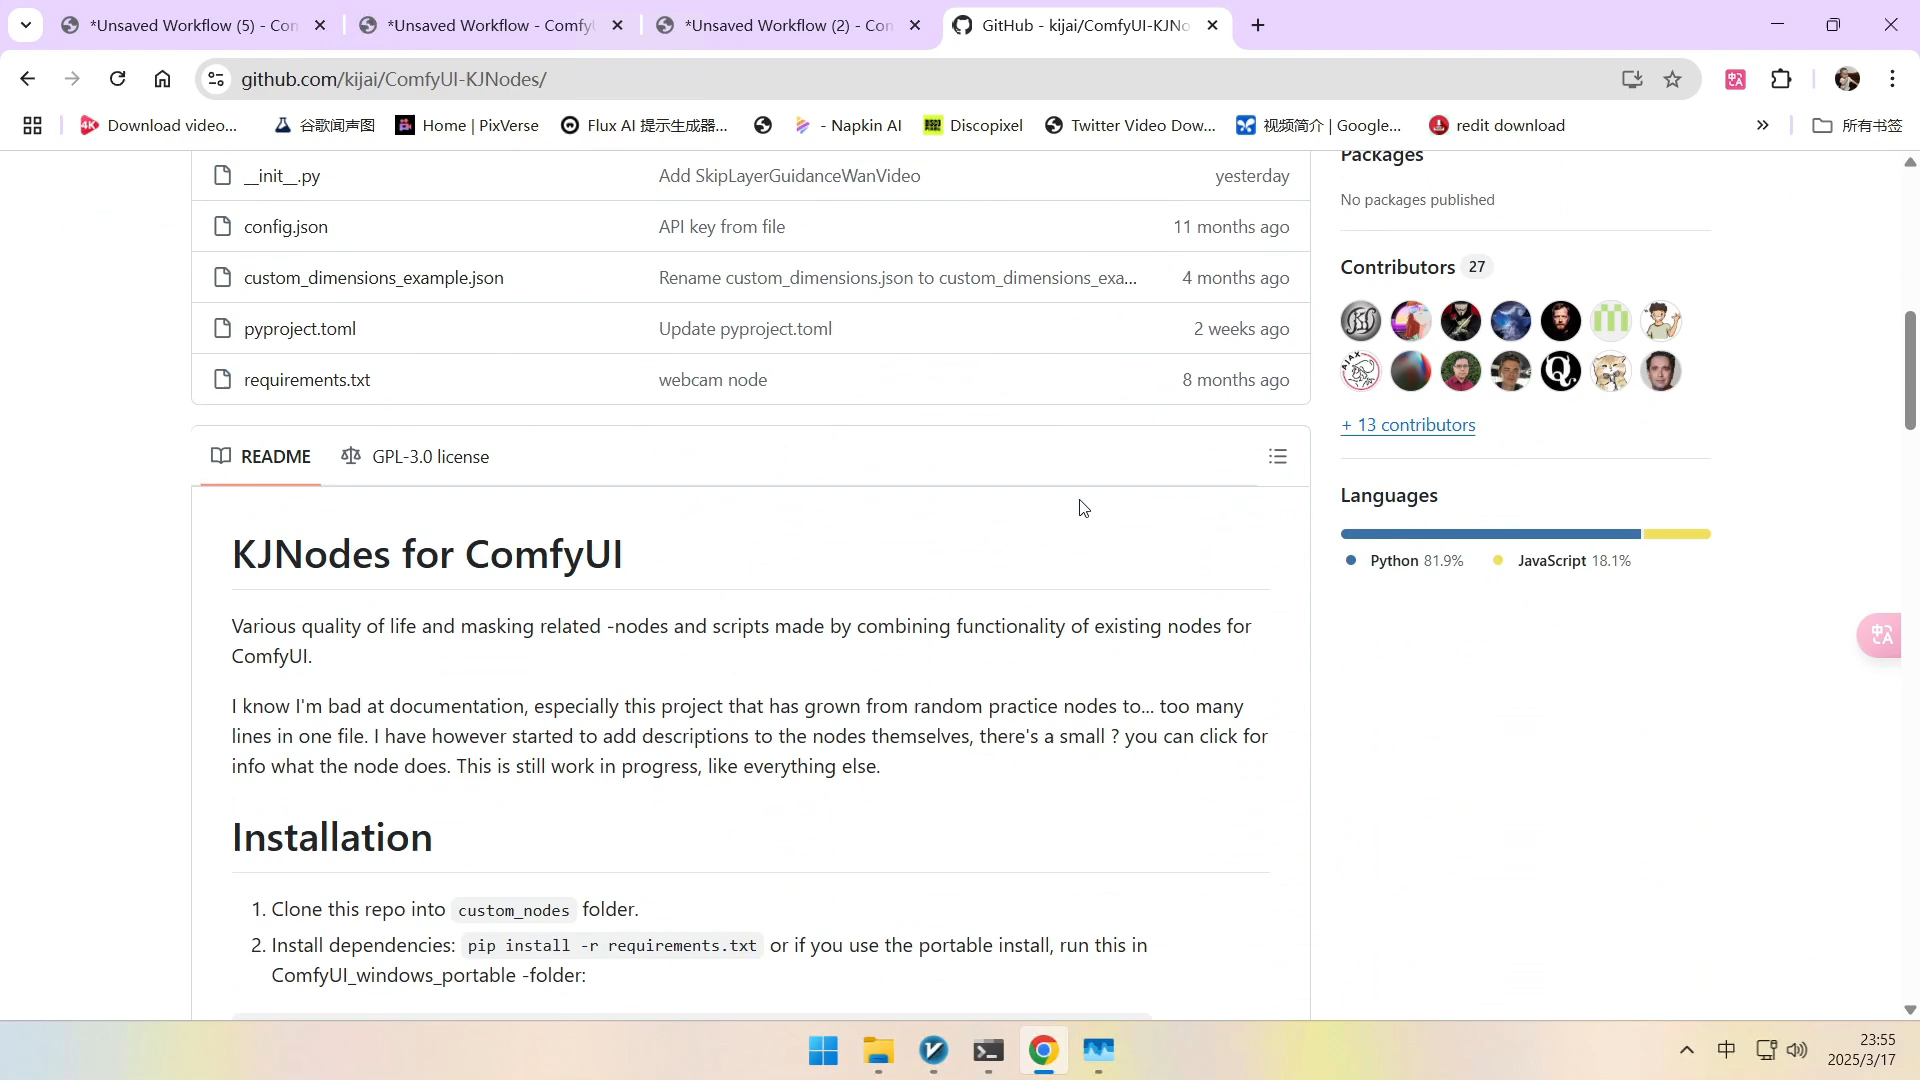 *Unsaved Workflow (5) - Con
*Unsaved Workflow - ComfyU
*Unsaved Workflow (2) - Con
GitHub - kijai/ComfyUI-KJNo
github.com/kijai/ComfyUI-KJNodes/
Download video...
谷歌闻声图
Home | PixVerse
Flux AI 提示生成器...
- Napkin AI
Discopixel
Twitter Video Dow...
视频简介 | Google...
redit download
所有书签
__init__.py
Add SkipLayerGuidanceWanVideo
yesterday
config.json
API key from file
11 months ago
custom_dimensions_example.json
Rename custom_dimensions.json to custom_dimensions_exa...
4 months ago
pyproject.toml
Update pyproject.toml
2 weeks ago
requirements.txt
webcam node
8 months ago
README
GPL-3.0 license
KJNodes for ComfyUI
Various quality of life and masking related -nodes and scripts made by combining functionality of existing nodes for
ComfyUI.
I know I'm bad at documentation, especially this project that has grown from random practice nodes to... too many
lines in one file. I have however started to add descriptions to the nodes themselves, there's a small ? you can click for
info what the node does. This is still work in progress, like everything else.
Installation
1. Clone this repo into custom_nodes folder.
2. Install dependencies: pip install -r requirements.txt or if you use the portable install, run this in
ComfyUI_windows_portable -folder:
Packages
No packages published
Contributors 27
+ 13 contributors
Languages
Python 81.9%
JavaScript 18.1%
中
23:55
2025/3/17